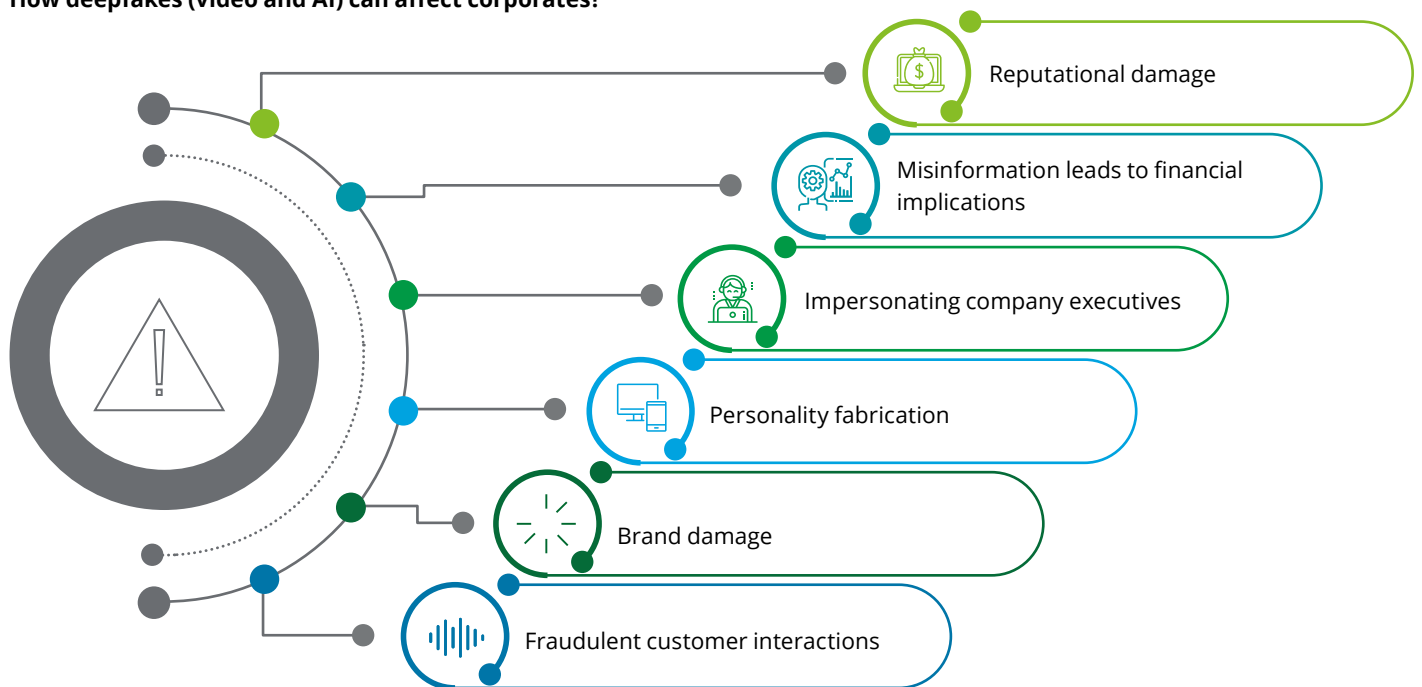 How deepfakes (video and AI) can affect corporates?
Reputational damage
Misinformation leads to financial
implications
Impersonating company executives
Personality fabrication
Brand damage
Fraudulent customer interactions